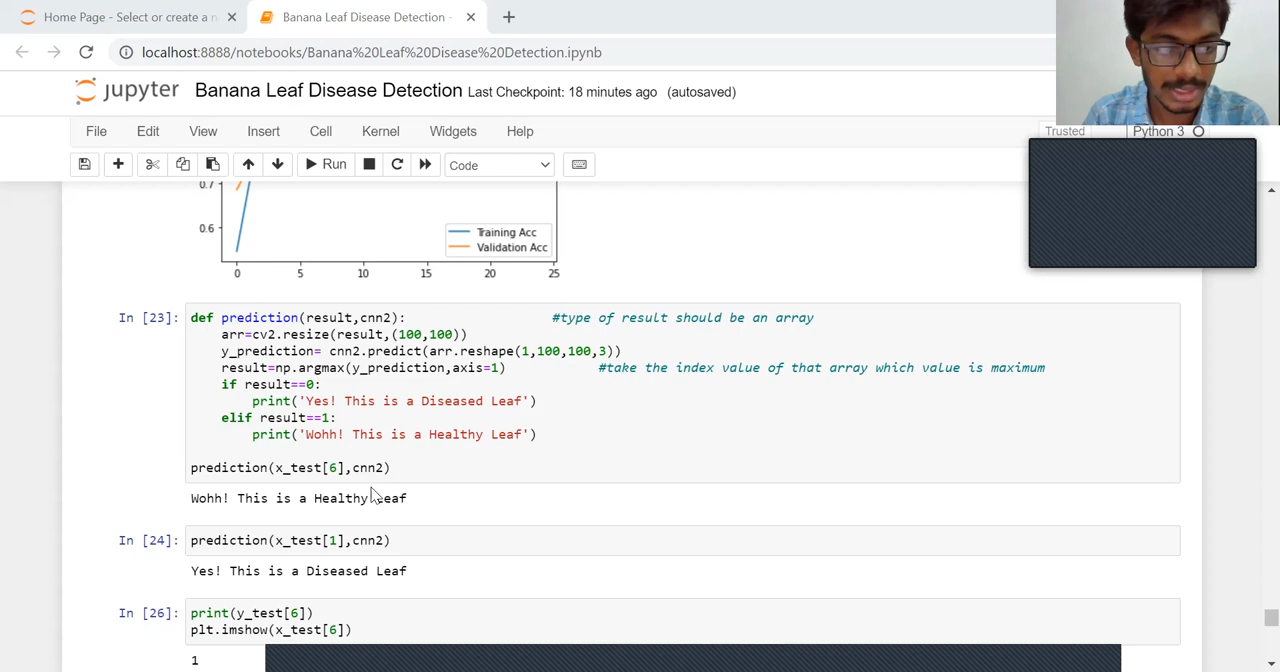 Home Page - Select or create a n
Banana Leaf Disease Detection -
localhost:8888/notebooks/Banana%20Leaf%20Disease%20Detection.ipynb
jupyter Banana Leaf Disease Detection Last Checkpoint: 18 minutes ago (autosaved)
File Edit View Insert Cell Kernel Widgets Help
Trusted Python 3
Run Code
0.7
0.6
Training Acc
Validation Acc
0 5 10 15 20 25
In [23]: def prediction(result,cnn2): #type of result should be an array
arr=cv2.resize(result,(100,100))
y_prediction= cnn2.predict(arr.reshape(1,100,100,3))
result=np.argmax(y_prediction,axis=1) #take the index value of that array which value is maximum
if result==0:
print('Yes! This is a Diseased Leaf')
elif result==1:
print('Wohh! This is a Healthy Leaf')
prediction(x_test[6],cnn2)
Wohh! This is a Healthy Leaf
In [24]: prediction(x_test[1],cnn2)
Yes! This is a Diseased Leaf
In [26]: print(y_test[6])
plt.imshow(x_test[6])
1